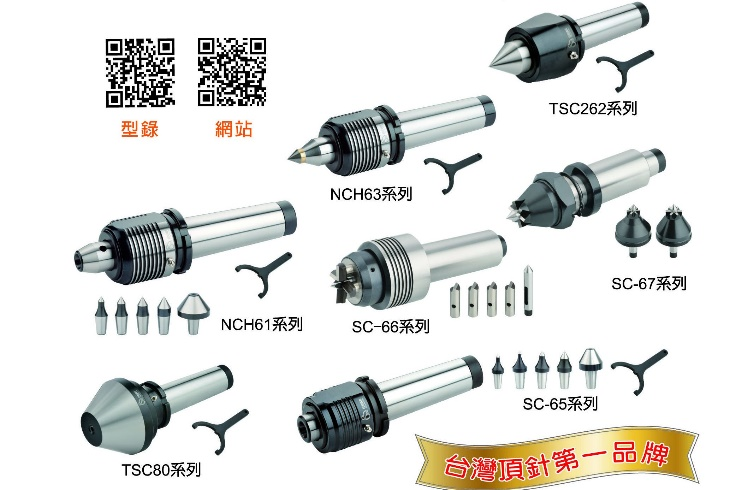 型錄
網站
TSC262系列
NCH63系列
SC-67系列
NCH61系列
SC-66系列
SC-65系列
TSC80系列
台灣頂針第一品牌